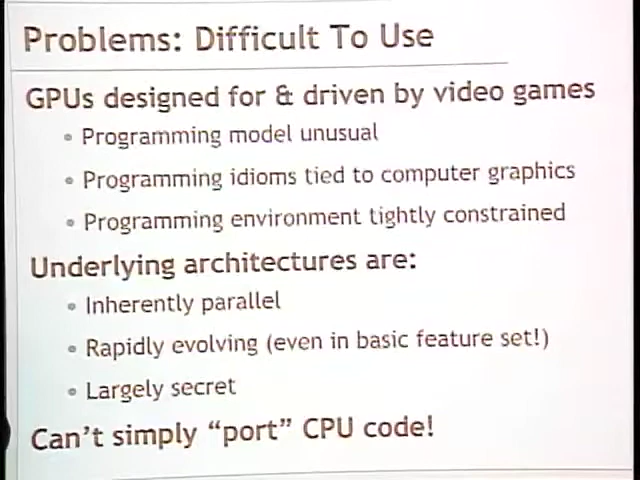 Problems: Difficult To Use
GPUs designed for & driven by video games
• Programming model unusual
• Programming idioms tied to computer graphics
• Programming environment tightly constrained
Underlying architectures are:
• Inherently parallel
• Rapidly evolving (even in basic feature set!)
• Largely secret
Can't simply “port” CPU code!